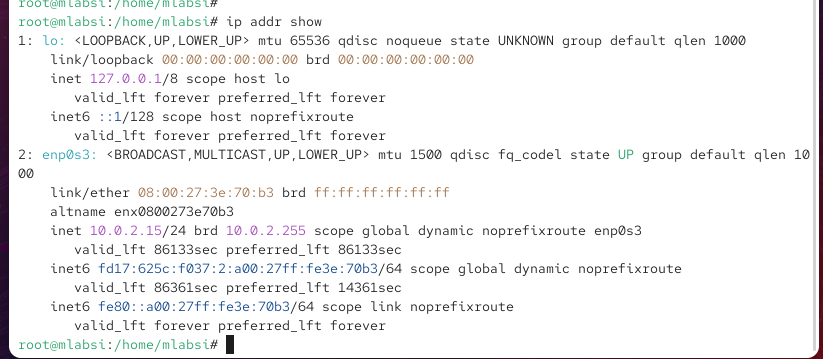 root@mlabsi:/home/mlabsi#
root@mlabsi:/home/mlabsi# ip addr show
1: lo: <LOOPBACK,UP,LOWER_UP> mtu 65536 qdisc noqueue state UNKNOWN group default qlen 1000
    link/loopback 00:00:00:00:00:00 brd 00:00:00:00:00:00
    inet 127.0.0.1/8 scope host lo
       valid_lft forever preferred_lft forever
    inet6 ::1/128 scope host noprefixroute
       valid_lft forever preferred_lft forever
2: enp0s3: <BROADCAST,MULTICAST,UP,LOWER_UP> mtu 1500 qdisc fq_codel state UP group default qlen 10
00
    link/ether 08:00:27:3e:70:b3 brd ff:ff:ff:ff:ff:ff
    altname enx0800273e70b3
    inet 10.0.2.15/24 brd 10.0.2.255 scope global dynamic noprefixroute enp0s3
       valid_lft 86133sec preferred_lft 86133sec
    inet6 fd17:625c:f037:2:a00:27ff:fe3e:70b3/64 scope global dynamic noprefixroute
       valid_lft 86361sec preferred_lft 14361sec
    inet6 fe80::a00:27ff:fe3e:70b3/64 scope link noprefixroute
       valid_lft forever preferred_lft forever
root@mlabsi:/home/mlabsi#